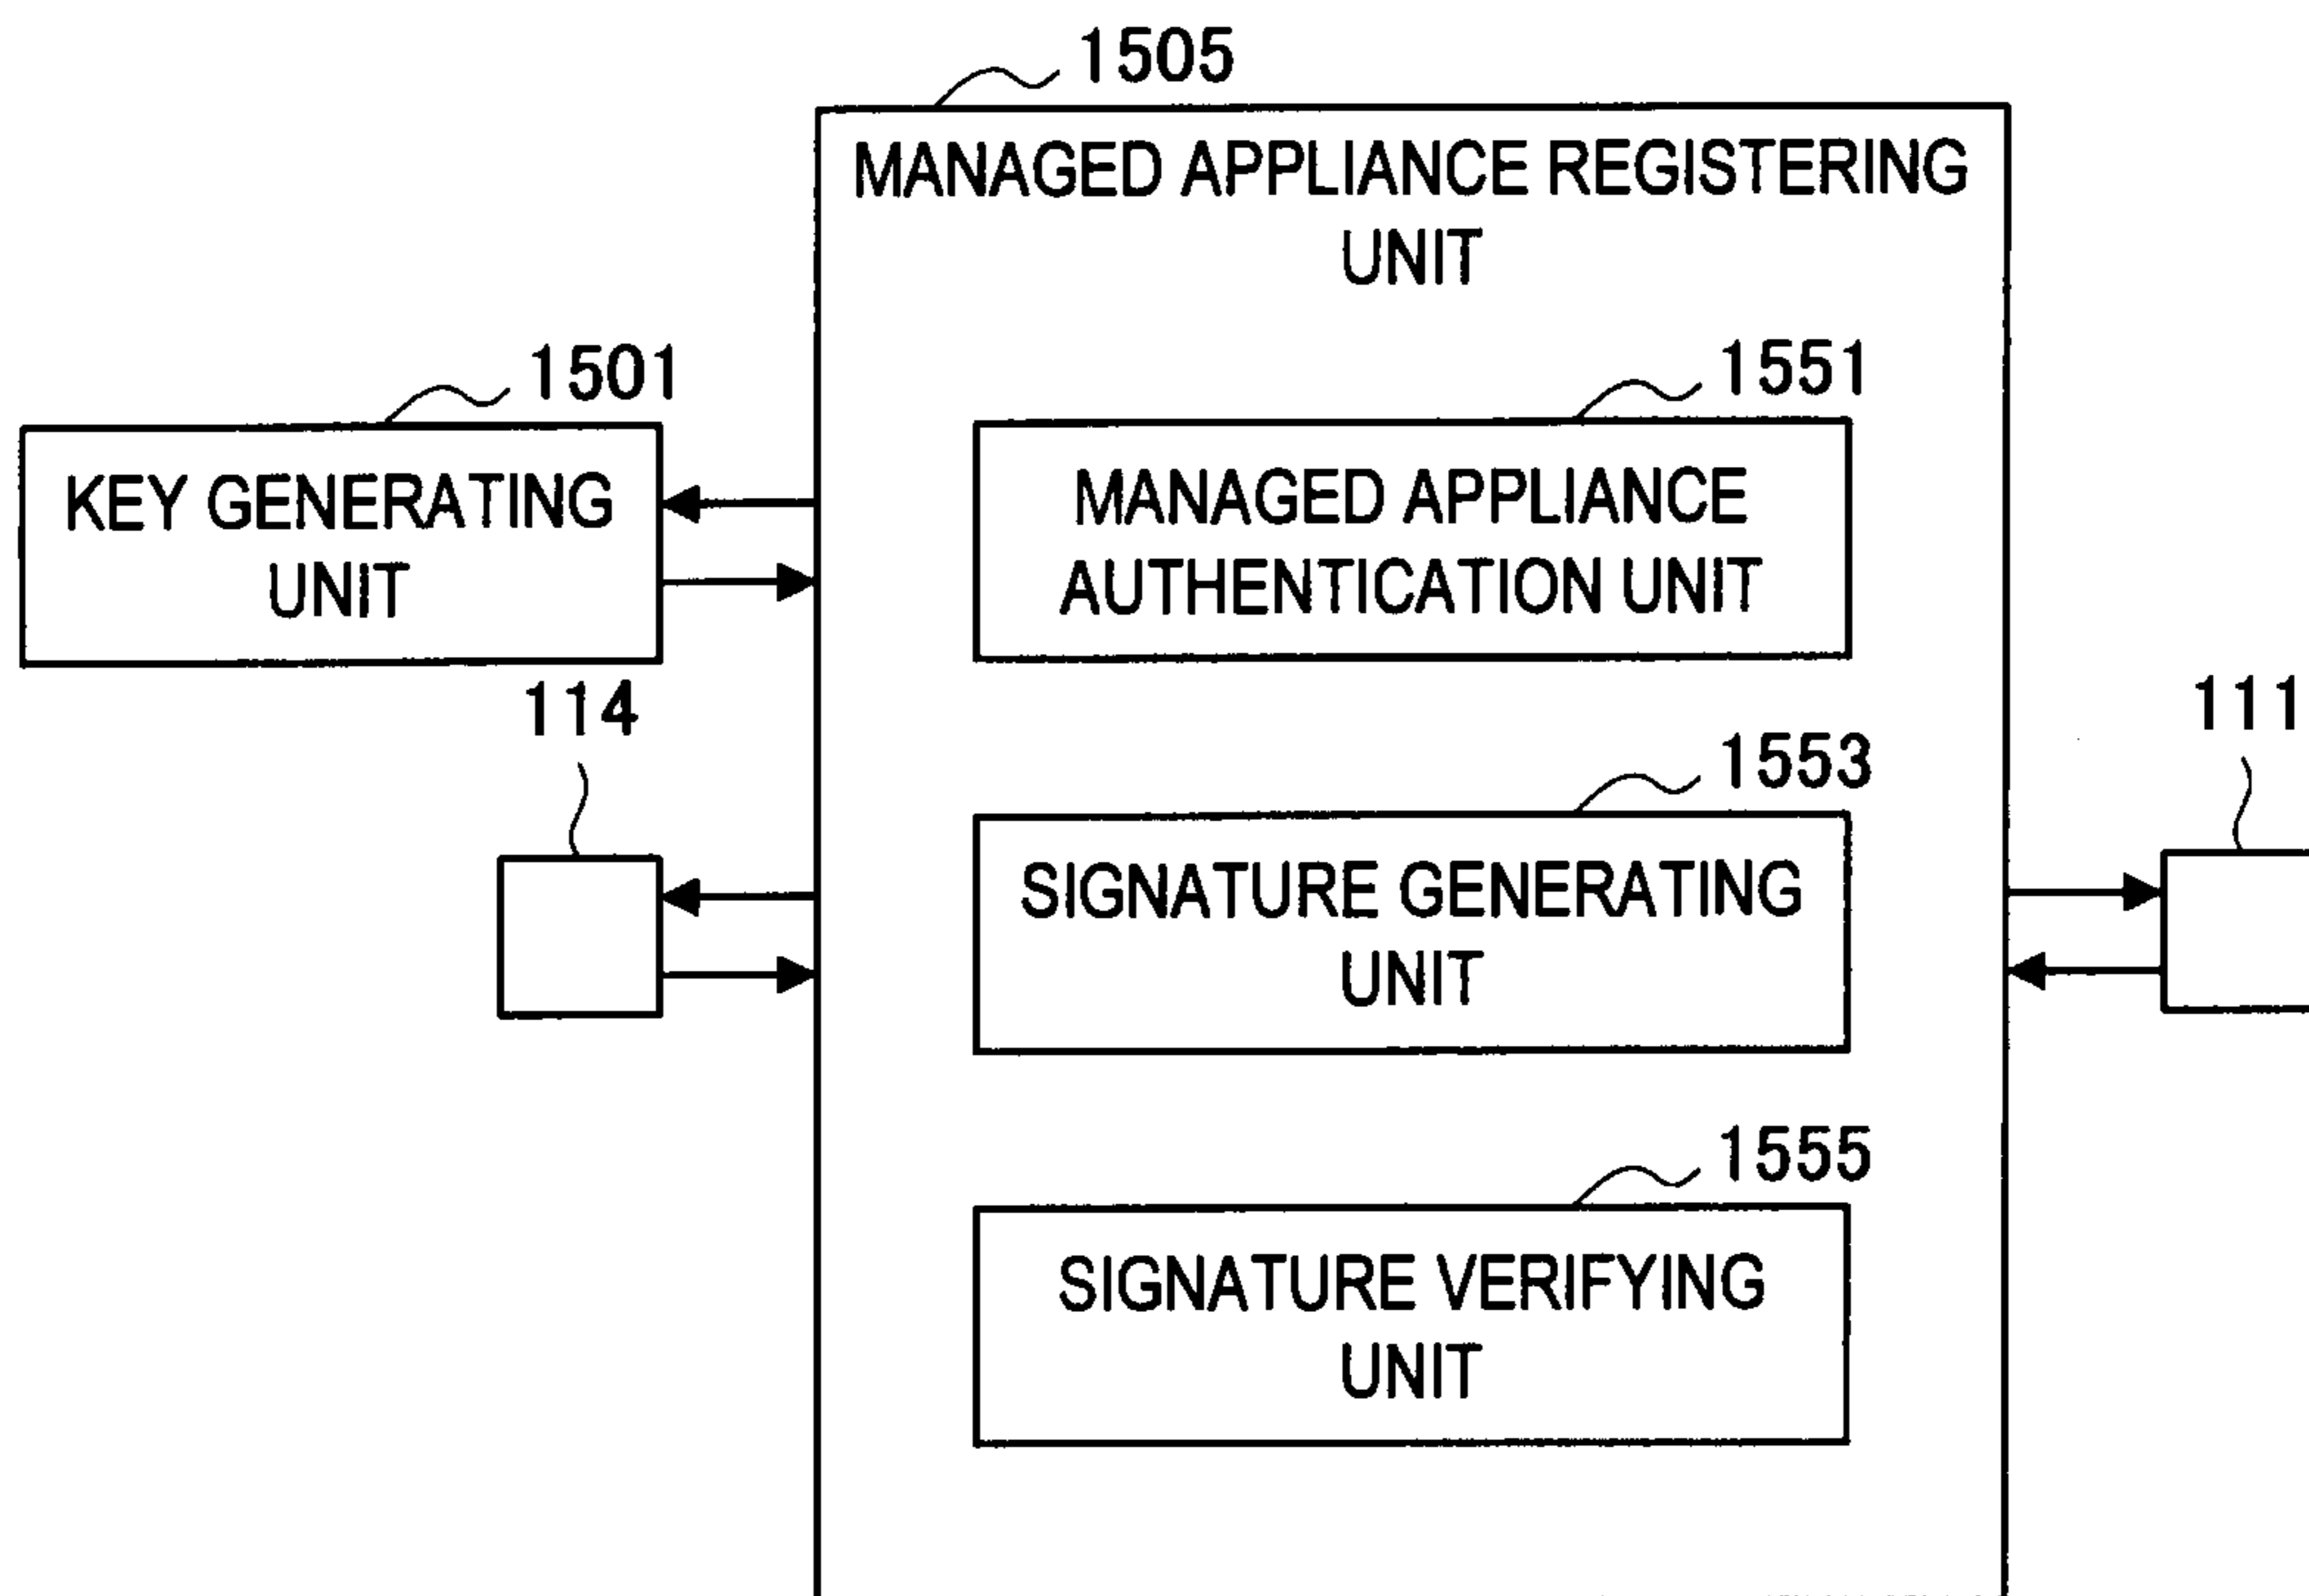 1505
MANAGED APPLIANCE REGISTERING
UNIT
1501
KEY GENERATING
UNIT
1551
MANAGED APPLIANCE
AUTHENTICATION UNIT
114
111
1553
SIGNATURE GENERATING
UNIT
1555
SIGNATURE VERIFYING
UNIT